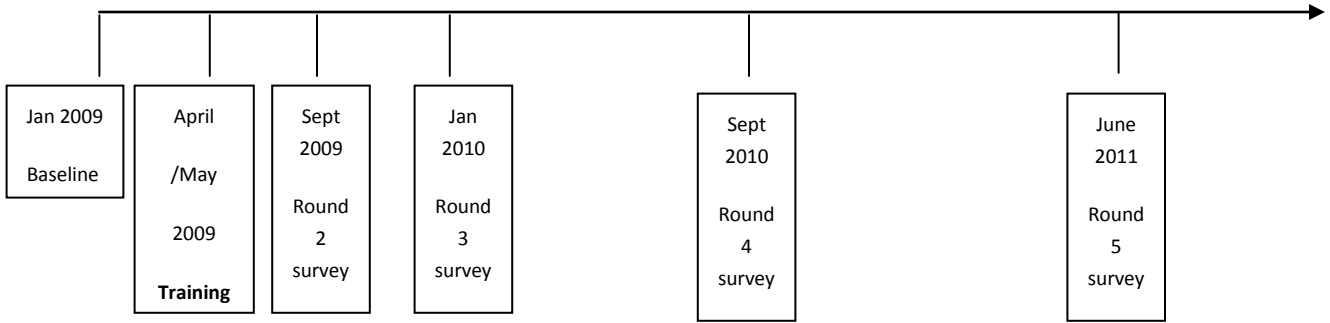 Jan 2009
Baseline
April
/May
2009
Training
Sept
2009
Round
2
survey
Jan
2010
Round
3
survey
Sept
2010
Round
4
survey
June
2011
Round
5
survey